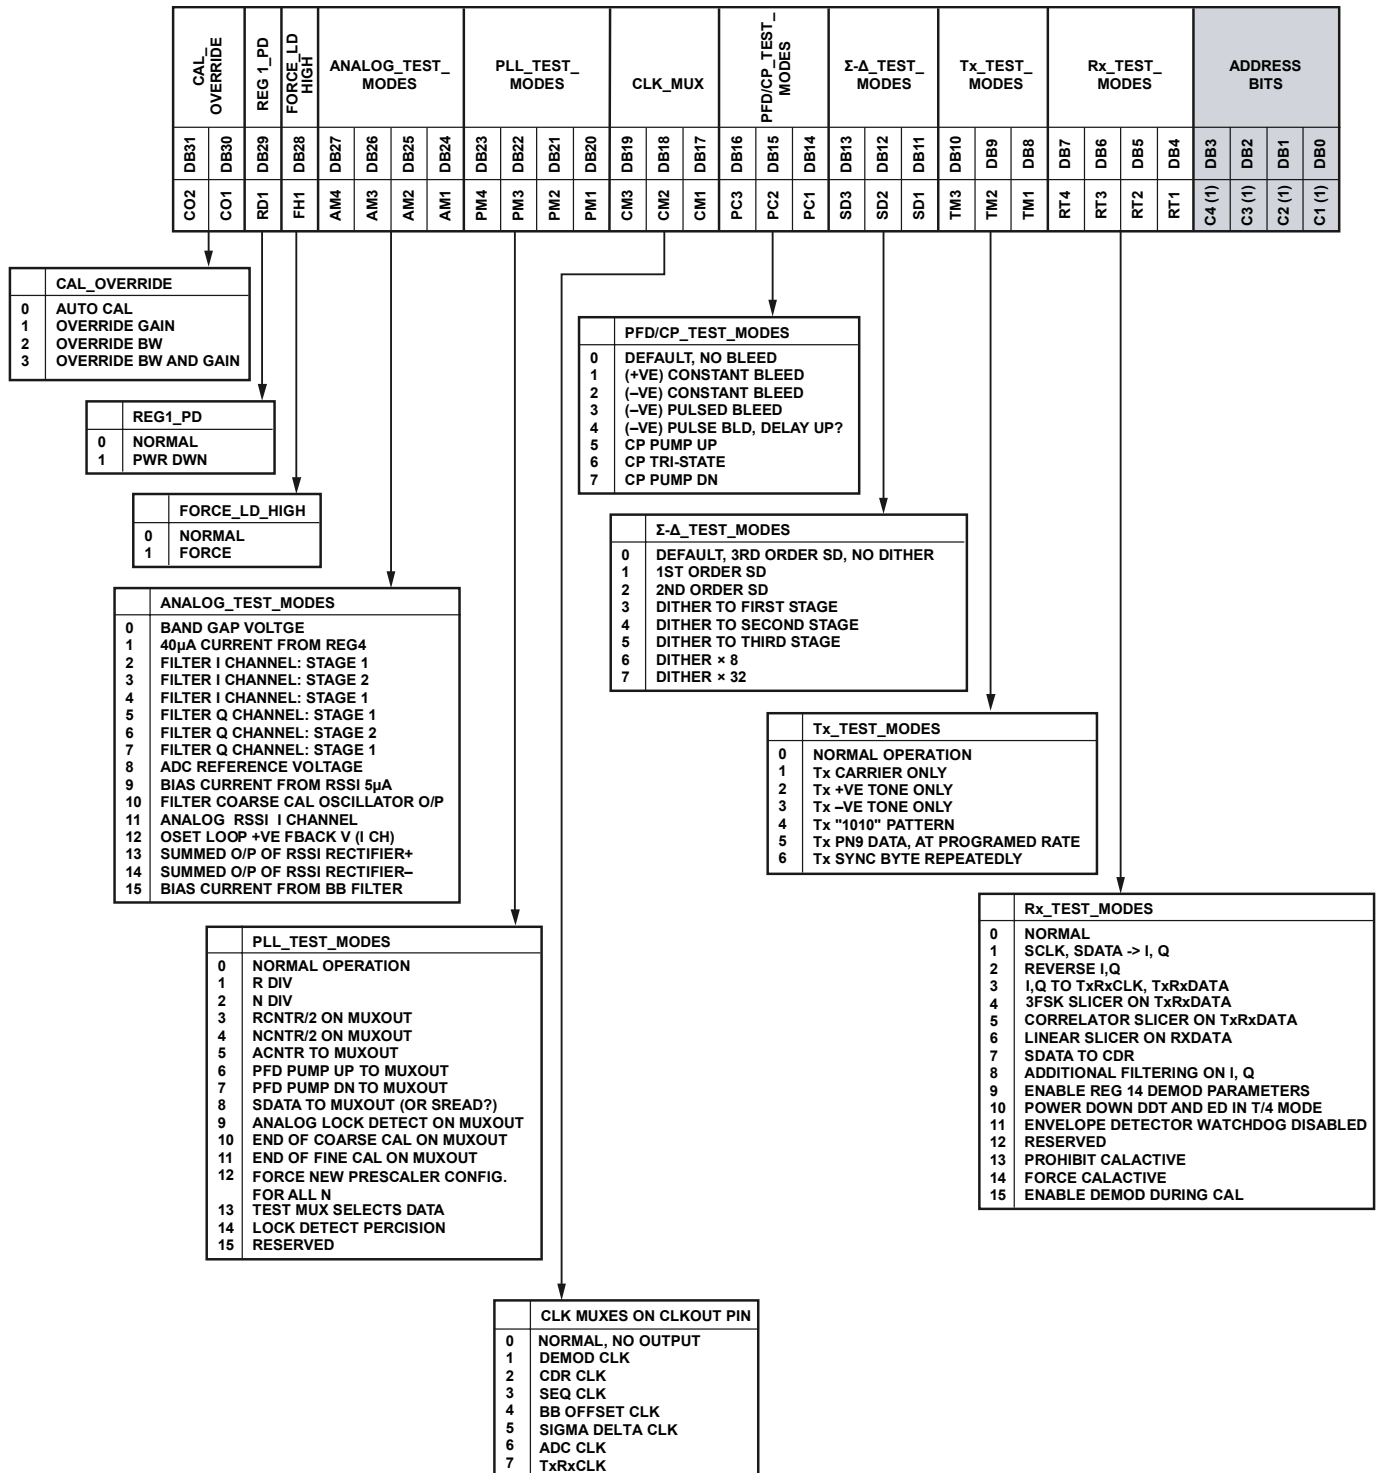 CAL_
OVERRIDE
REG 1_PD
FORCE_LD
HIGH
ANALOG_TEST_
MODES
PLL_TEST_
MODES
CLK_MUX
PFD/CP_TEST_
MODES
Σ-Δ_TEST_
MODES
Tx_TEST_
MODES
Rx_TEST_
MODES
ADDRESS
BITS
DB31 DB30 DB29 DB28 DB27 DB26 DB25 DB24 DB23 DB22 DB21 DB20 DB19 DB18 DB17 DB16 DB15 DB14 DB13 DB12 DB11 DB10 DB9 DB8 DB7 DB6 DB5 DB4 DB3 DB2 DB1 DB0
CO2 CO1 RD1 FH1 AM4 AM3 AM2 AM1 PM4 PM3 PM2 PM1 CM3 CM2 CM1 PC3 PC2 PC1 SD3 SD2 SD1 TM3 TM2 TM1 RT4 RT3 RT2 RT1 C4 (1) C3 (1) C2 (1) C1 (1)
CAL_OVERRIDE
0 AUTO CAL
1 OVERRIDE GAIN
2 OVERRIDE BW
3 OVERRIDE BW AND GAIN
REG1_PD
0 NORMAL
1 PWR DWN
FORCE_LD_HIGH
0 NORMAL
1 FORCE
ANALOG_TEST_MODES
0 BAND GAP VOLTGE
1 40µA CURRENT FROM REG4
2 FILTER I CHANNEL: STAGE 1
3 FILTER I CHANNEL: STAGE 2
4 FILTER I CHANNEL: STAGE 1
5 FILTER Q CHANNEL: STAGE 1
6 FILTER Q CHANNEL: STAGE 2
7 FILTER Q CHANNEL: STAGE 1
8 ADC REFERENCE VOLTAGE
9 BIAS CURRENT FROM RSSI 5µA
10 FILTER COARSE CAL OSCILLATOR O/P
11 ANALOG RSSI I CHANNEL
12 OSET LOOP +VE FBACK V (I CH)
13 SUMMED O/P OF RSSI RECTIFIER+
14 SUMMED O/P OF RSSI RECTIFIER–
15 BIAS CURRENT FROM BB FILTER
PLL_TEST_MODES
0 NORMAL OPERATION
1 R DIV
2 N DIV
3 RCNTR/2 ON MUXOUT
4 NCNTR/2 ON MUXOUT
5 ACNTR TO MUXOUT
6 PFD PUMP UP TO MUXOUT
7 PFD PUMP DN TO MUXOUT
8 SDATA TO MUXOUT (OR SREAD?)
9 ANALOG LOCK DETECT ON MUXOUT
10 END OF COARSE CAL ON MUXOUT
11 END OF FINE CAL ON MUXOUT
12 FORCE NEW PRESCALER CONFIG.
FOR ALL N
13 TEST MUX SELECTS DATA
14 LOCK DETECT PERCISION
15 RESERVED
CLK MUXES ON CLKOUT PIN
0 NORMAL, NO OUTPUT
1 DEMOD CLK
2 CDR CLK
3 SEQ CLK
4 BB OFFSET CLK
5 SIGMA DELTA CLK
6 ADC CLK
7 TxRxCLK
PFD/CP_TEST_MODES
0 DEFAULT, NO BLEED
1 (+VE) CONSTANT BLEED
2 (–VE) CONSTANT BLEED
3 (–VE) PULSED BLEED
4 (–VE) PULSE BLD, DELAY UP?
5 CP PUMP UP
6 CP TRI-STATE
7 CP PUMP DN
Σ-Δ_TEST_MODES
0 DEFAULT, 3RD ORDER SD, NO DITHER
1 1ST ORDER SD
2 2ND ORDER SD
3 DITHER TO FIRST STAGE
4 DITHER TO SECOND STAGE
5 DITHER TO THIRD STAGE
6 DITHER × 8
7 DITHER × 32
Tx_TEST_MODES
0 NORMAL OPERATION
1 Tx CARRIER ONLY
2 Tx +VE TONE ONLY
3 Tx –VE TONE ONLY
4 Tx "1010" PATTERN
5 Tx PN9 DATA, AT PROGRAMED RATE
6 Tx SYNC BYTE REPEATEDLY
Rx_TEST_MODES
0 NORMAL
1 SCLK, SDATA -> I, Q
2 REVERSE I,Q
3 I,Q TO TxRxCLK, TxRxDATA
4 3FSK SLICER ON TxRxDATA
5 CORRELATOR SLICER ON TxRxDATA
6 LINEAR SLICER ON RXDATA
7 SDATA TO CDR
8 ADDITIONAL FILTERING ON I, Q
9 ENABLE REG 14 DEMOD PARAMETERS
10 POWER DOWN DDT AND ED IN T/4 MODE
11 ENVELOPE DETECTOR WATCHDOG DISABLED
12 RESERVED
13 PROHIBIT CALACTIVE
14 FORCE CALACTIVE
15 ENABLE DEMOD DURING CAL